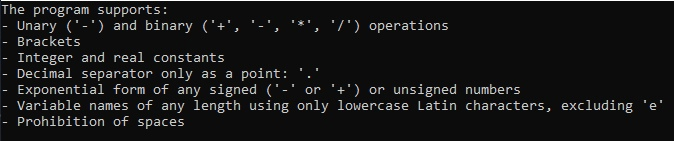 The program supports:
- Unary ('-') and binary ('+', '-', '*', '/') operations
- Brackets
- Integer and real constants
- Decimal separator only as a point: '.'
- Exponential form of any signed ('-' or '+') or unsigned numbers
- Variable names of any length using only lowercase Latin characters, excluding 'e'
- Prohibition of spaces